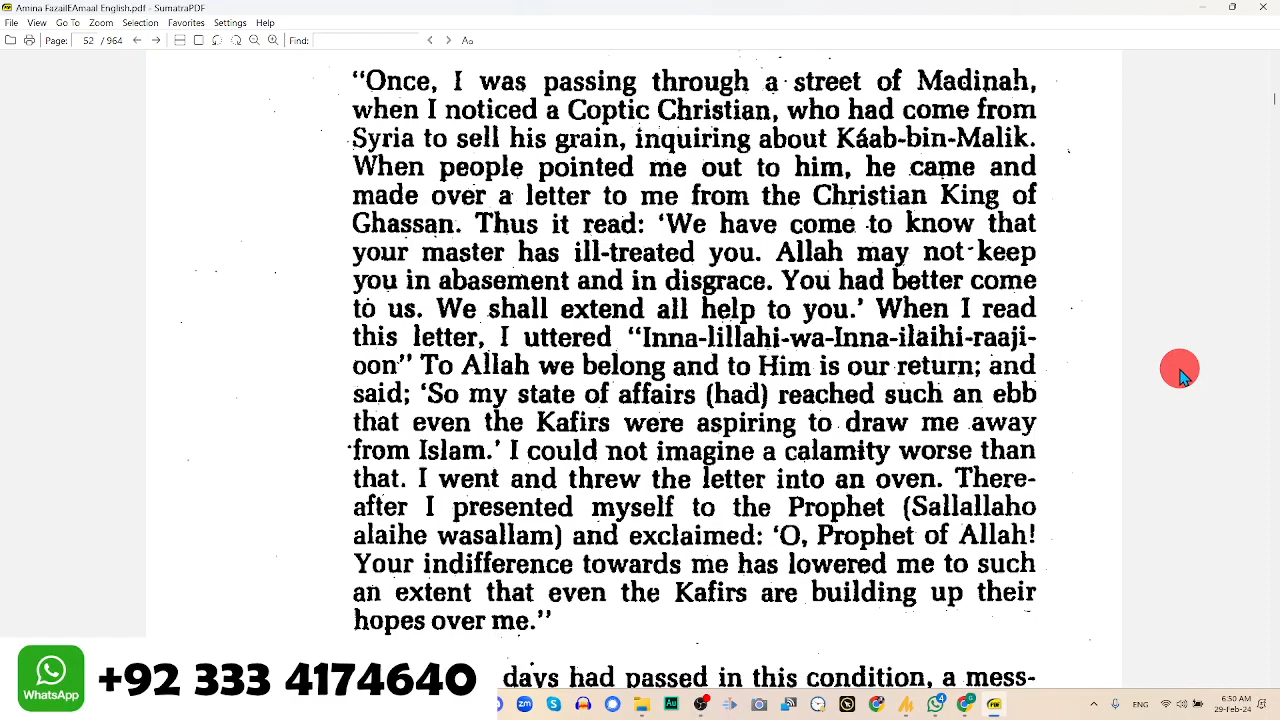 Amina FazailEAmaal English.pdf - SumatraPDF
File View Go To Zoom Selection Favorites Settings Help
Page: 52 / 964 Find: Aa
“Once, I was passing through a street of Madinah,
when I noticed a Coptic Christian, who had come from
Syria to sell his grain, inquiring about Káab-bin-Malik.
When people pointed me out to him, he came and
made over a letter to me from the Christian King of
Ghassan. Thus it read: ‘We have come to know that
your master has ill-treated you. Allah may not keep
you in abasement and in disgrace. You had better come
to us. We shall extend all help to you.’ When I read
this letter, I uttered “Inna-lillahi-wa-Inna-ilaihi-raaji-
oon” To Allah we belong and to Him is our return; and
said; ‘So my state of affairs (had) reached such an ebb
that even the Kafirs were aspiring to draw me away
from Islam.’ I could not imagine a calamity worse than
that. I went and threw the letter into an oven. There-
after I presented myself to the Prophet (Sallallaho
alaihe wasallam) and exclaimed: ‘O, Prophet of Allah!
Your indifference towards me has lowered me to such
an extent that even the Kafirs are building up their
hopes over me.”
days had passed in this condition, a mess-
WhatsApp
+92 333 4174640
29-Feb-24